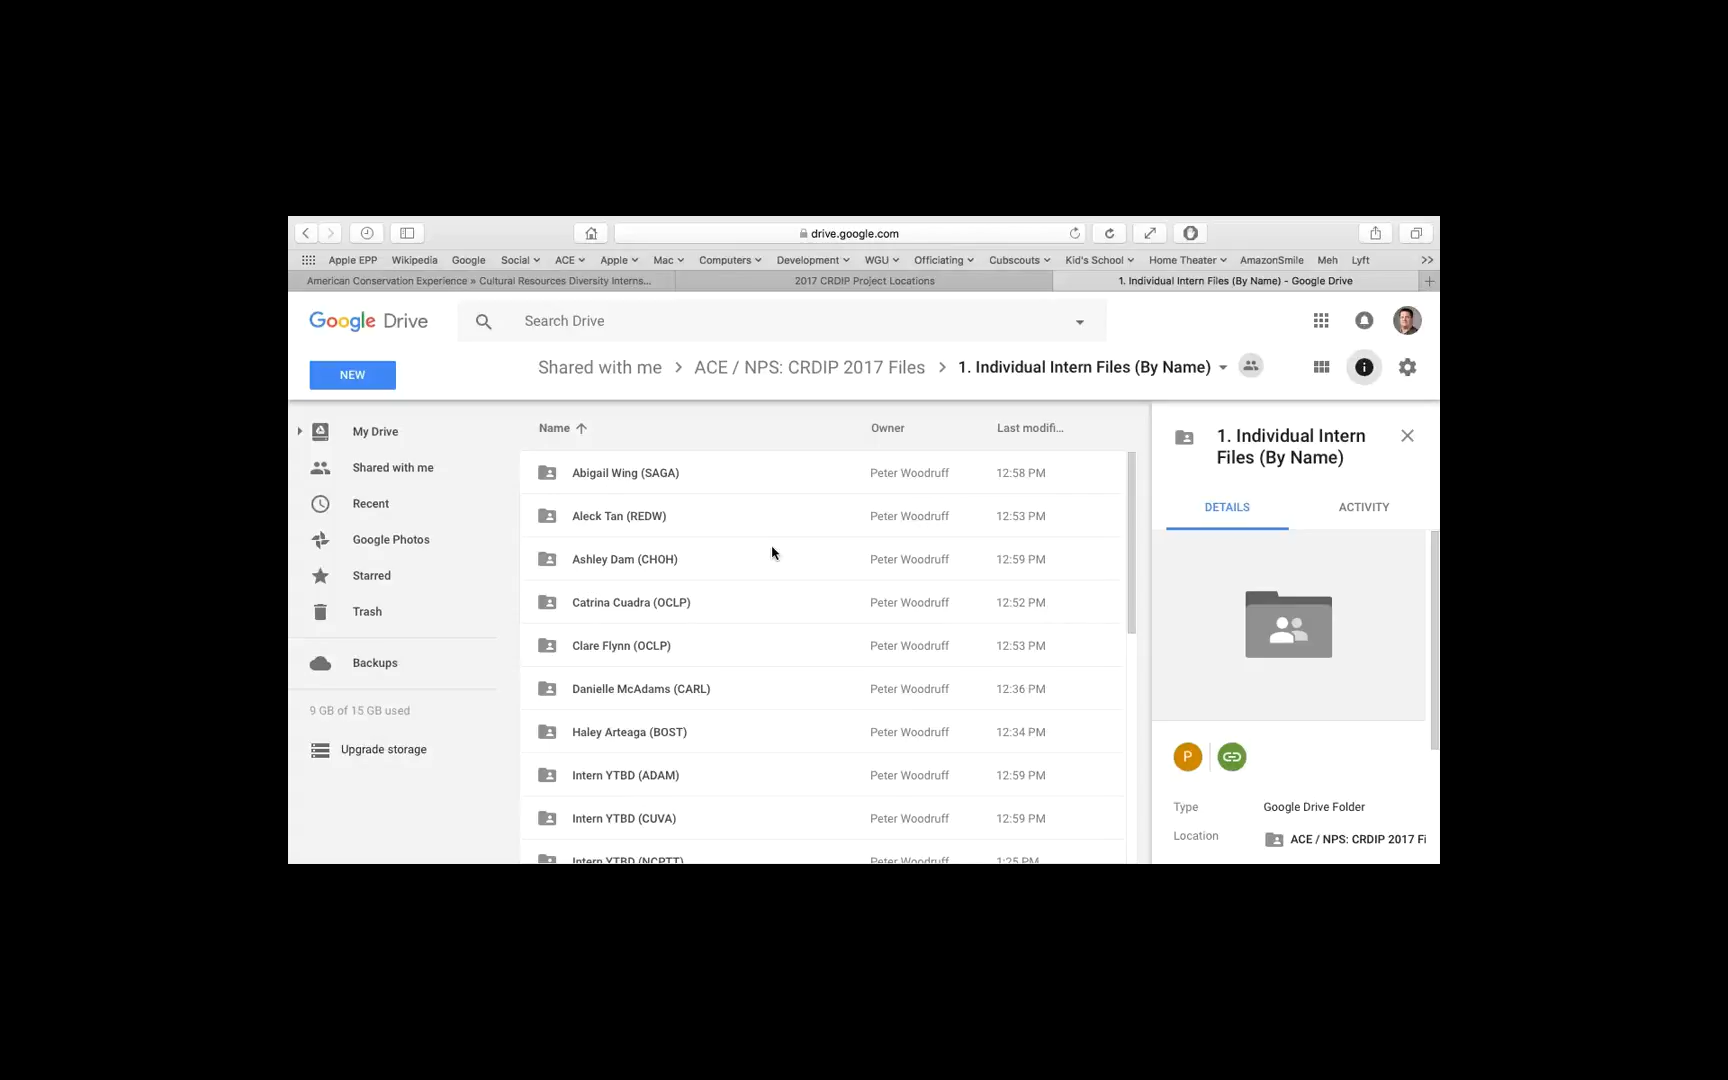 drive.google.com
Apple EPP Wikipedia Google Social ACE Apple Mac Computers Development WGU Officiating Cubscouts Kid's School Home Theater AmazonSmile Meh Lyft >>
American Conservation Experience » Cultural Resources Diversity Interns... 2017 CRDIP Project Locations 1. Individual Intern Files (By Name) - Google Drive
Google Drive Search Drive
NEW Shared with me > ACE / NPS: CRDIP 2017 Files > 1. Individual Intern Files (By Name)
My Drive
Shared with me
Recent
Google Photos
Starred
Trash
Backups
9 GB of 15 GB used
Upgrade storage
Name Owner Last modifi...
Abigail Wing (SAGA) Peter Woodruff 12:58 PM
Aleck Tan (REDW) Peter Woodruff 12:53 PM
Ashley Dam (CHOH) Peter Woodruff 12:59 PM
Catrina Cuadra (OCLP) Peter Woodruff 12:52 PM
Clare Flynn (OCLP) Peter Woodruff 12:53 PM
Danielle McAdams (CARL) Peter Woodruff 12:36 PM
Haley Arteaga (BOST) Peter Woodruff 12:34 PM
Intern YTBD (ADAM) Peter Woodruff 12:59 PM
Intern YTBD (CUVA) Peter Woodruff 12:59 PM
Intern YTBD (NCPTT) Peter Woodruff 1:25 PM
1. Individual Intern
Files (By Name)
DETAILS ACTIVITY
P
Type Google Drive Folder
Location ACE / NPS: CRDIP 2017 Fi